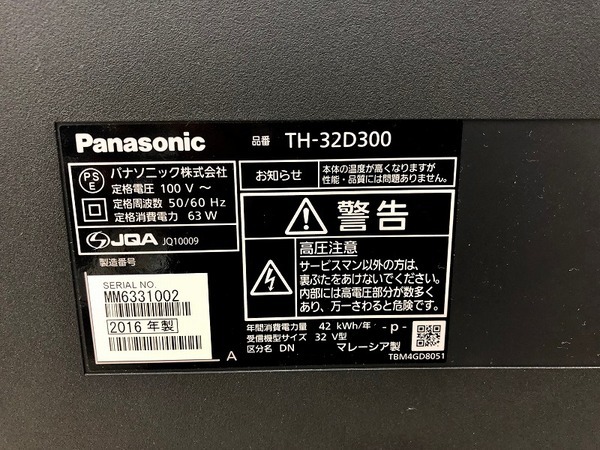 Panasonic
品番 TH-32D300
PS
E
パナソニック株式会社
定格電圧 100 V ～
定格周波数 50/60 Hz
定格消費電力 63 W
JQA JQ10009
製造番号
SERIAL NO.
MM6331002
2016 年製
A
お知らせ
本体の温度が高くなりますが
性能・品質には問題ありません。
警告
高圧注意
サービスマン以外の方は、
裏ぶたをあけないでください。
内部には高電圧部分が数多く
あり、万一さわると危険です。
年間消費電力量 42 kWh/年
受信機型サイズ 32 V型
区分名 DN
- p -
マレーシア製
TBM4GD8051